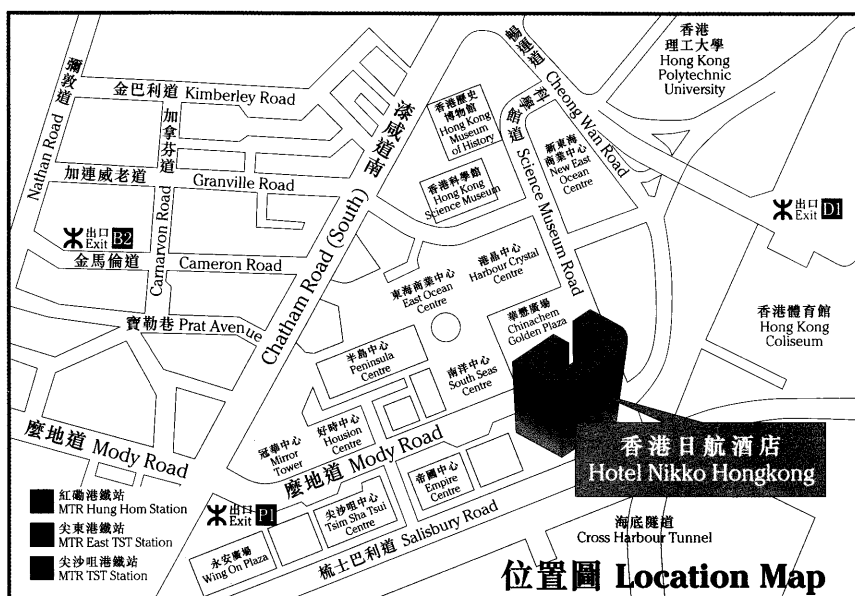 彌敦道 Nathan Road
金巴利道 Kimberley Road
加拿芬道
Carnarvon Road
加連威老道 Granville Road
出口
Exit B2
金馬倫道 Cameron Road
寶勒巷 Prat Avenue
漆咸道南
Chatham Road (South)
麼地道 Mody Road
香港歷史
博物館
Hong Kong
Museum
of History
香港科學館
Hong Kong
Science Museum
暢運道 Cheong Wan Road
科學館道 Science Museum Road
新東海
商業中心
New East
Ocean
Centre
香港
理工大學
Hong Kong
Polytechnic
University
出口
Exit D1
香港體育館
Hong Kong
Coliseum
東海商業中心
East Ocean
Centre
港晶中心
Harbour Crystal
Centre
華懋廣場
Chinachem
Golden Plaza
半島中心
Peninsula
Centre
南洋中心
South Seas
Centre
冠華中心
Mirror
Tower
好時中心
Housion
Centre
麼地道 Mody Road
帝國中心
Empire
Centre
尖沙咀中心
Tsim Sha Tsui
Centre
永安廣場
Wing On Plaza
梳士巴利道 Salisbury Road
出口
Exit P1
香港日航酒店
Hotel Nikko Hongkong
海底隧道
Cross Harbour Tunnel
紅磡港鐵站
MTR Hung Hom Station
尖東港鐵站
MTR East TST Station
尖沙咀港鐵站
MTR TST Station
位置圖 Location Map